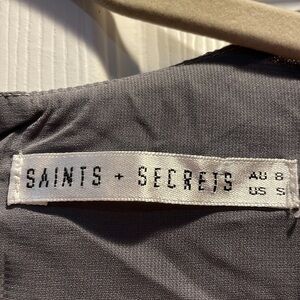 SAINTS + SECRETS AU 8
US S